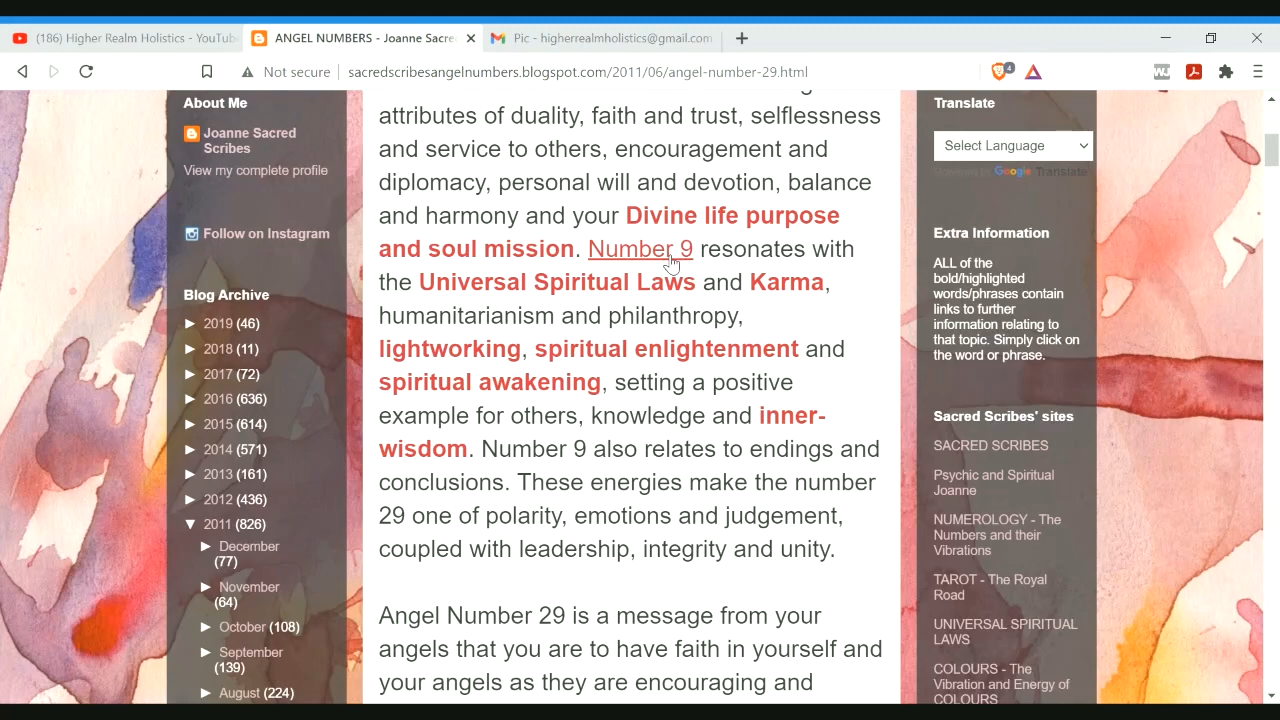 (186) Higher Realm Holistics - YouTub
ANGEL NUMBERS - Joanne Sacre
Pic - higherrealmholistics@gmail.com
Not secure
sacredscribesangelnumbers.blogspot.com/2011/06/angel-number-29.html
4
About Me
Joanne Sacred
Scribes
View my complete profile
Follow on Instagram
Blog Archive
► 2019 (46)
► 2018 (11)
► 2017 (72)
► 2016 (636)
► 2015 (614)
► 2014 (571)
► 2013 (161)
► 2012 (436)
▼ 2011 (826)
► December
(77)
► November
(64)
► October (108)
► September
(139)
► August (224)
attributes of duality, faith and trust, selflessness
and service to others, encouragement and
diplomacy, personal will and devotion, balance
and harmony and your Divine life purpose
and soul mission. Number 9 resonates with
the Universal Spiritual Laws and Karma,
humanitarianism and philanthropy,
lightworking, spiritual enlightenment and
spiritual awakening, setting a positive
example for others, knowledge and inner-
wisdom. Number 9 also relates to endings and
conclusions. These energies make the number
29 one of polarity, emotions and judgement,
coupled with leadership, integrity and unity.
Angel Number 29 is a message from your
angels that you are to have faith in yourself and
your angels as they are encouraging and
Translate
Select Language
Powered by Google Translate
Extra Information
ALL of the
bold/highlighted
words/phrases contain
links to further
information relating to
that topic. Simply click on
the word or phrase.
Sacred Scribes' sites
SACRED SCRIBES
Psychic and Spiritual
Joanne
NUMEROLOGY - The
Numbers and their
Vibrations
TAROT - The Royal
Road
UNIVERSAL SPIRITUAL
LAWS
COLOURS - The
Vibration and Energy of
COLOURS